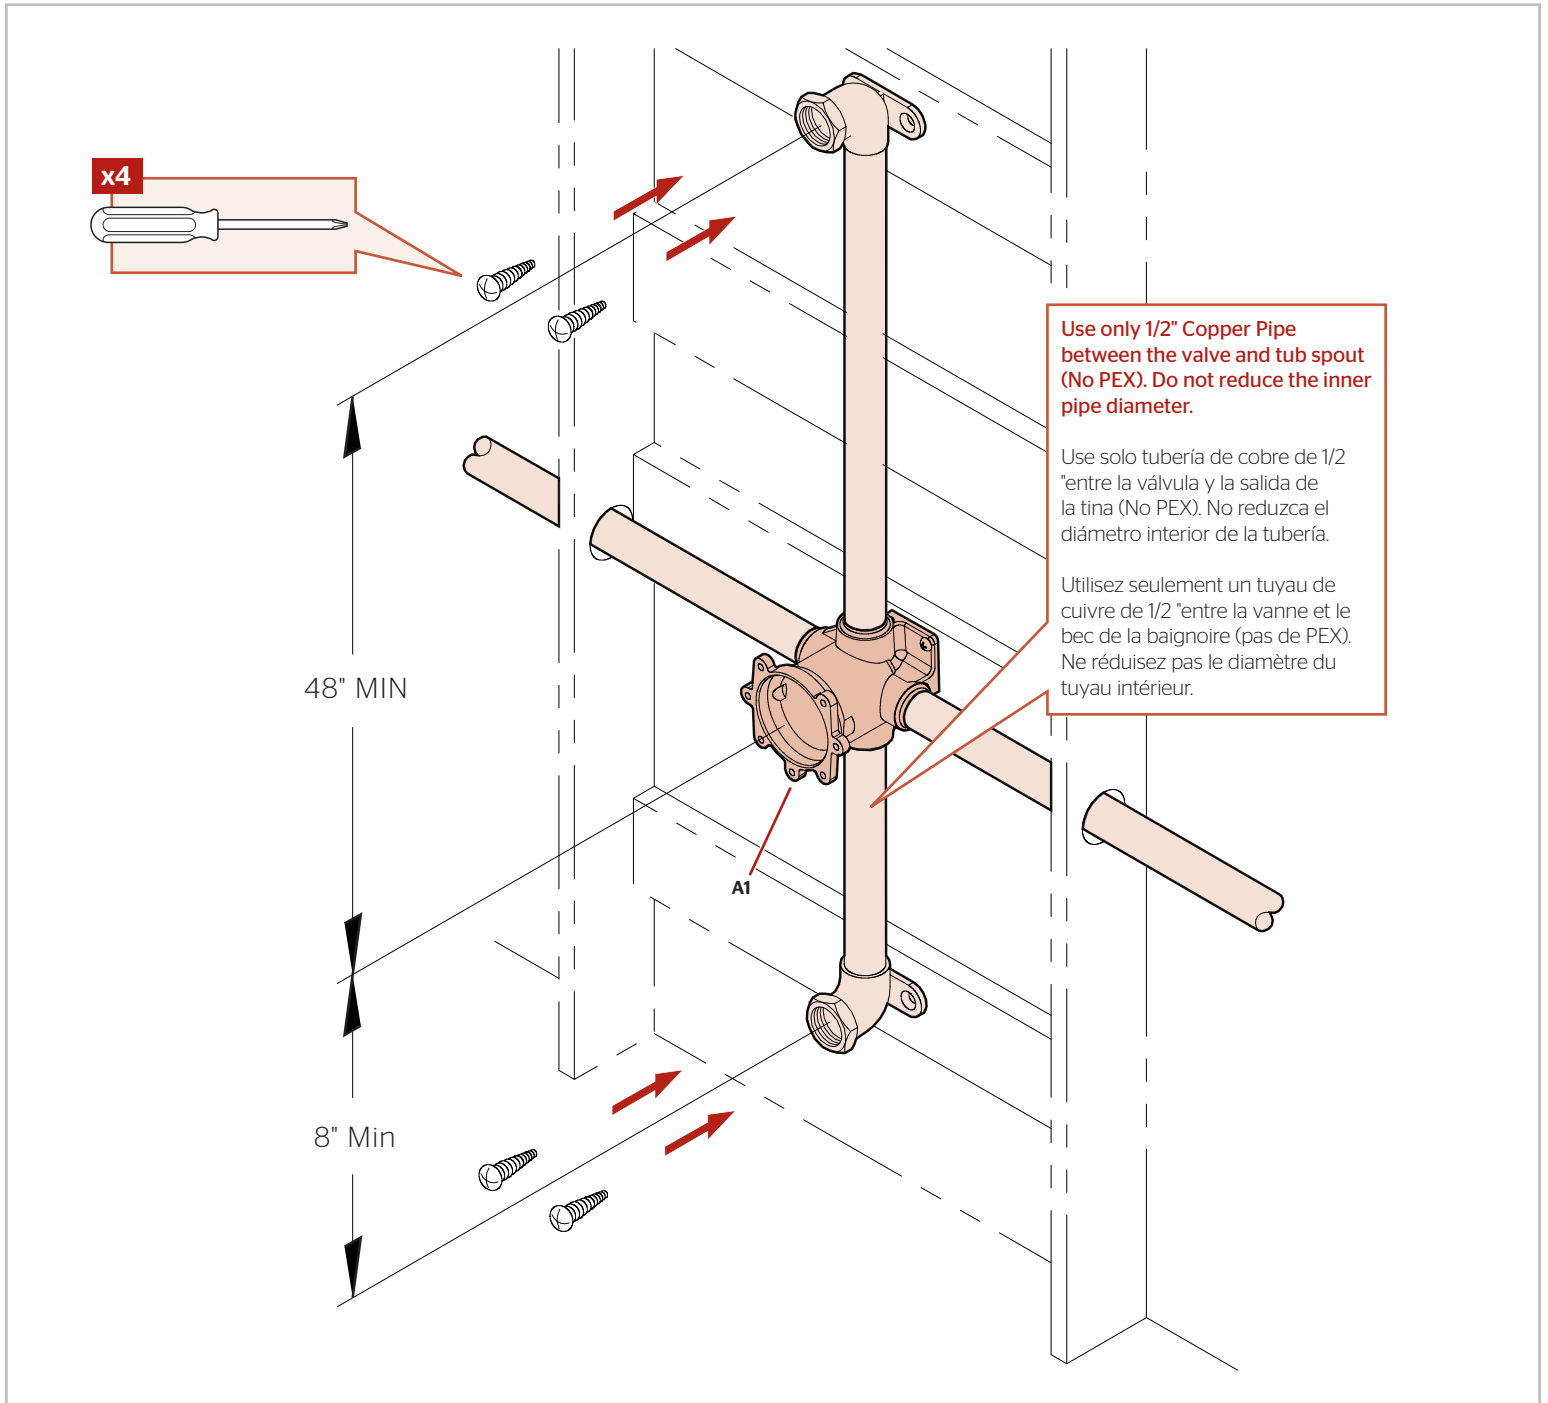 x4
Use only 1/2" Copper Pipe
between the valve and tub spout
(No PEX). Do not reduce the inner
pipe diameter.
Use solo tubería de cobre de 1/2
"entre la válvula y la salida de
la tina (No PEX). No reduzca el
diámetro interior de la tubería.
Utilisez seulement un tuyau de
cuivre de 1/2 "entre la vanne et le
bec de la baignoire (pas de PEX).
Ne réduisez pas le diamètre du
tuyau intérieur.
48" MIN
A1
8" Min